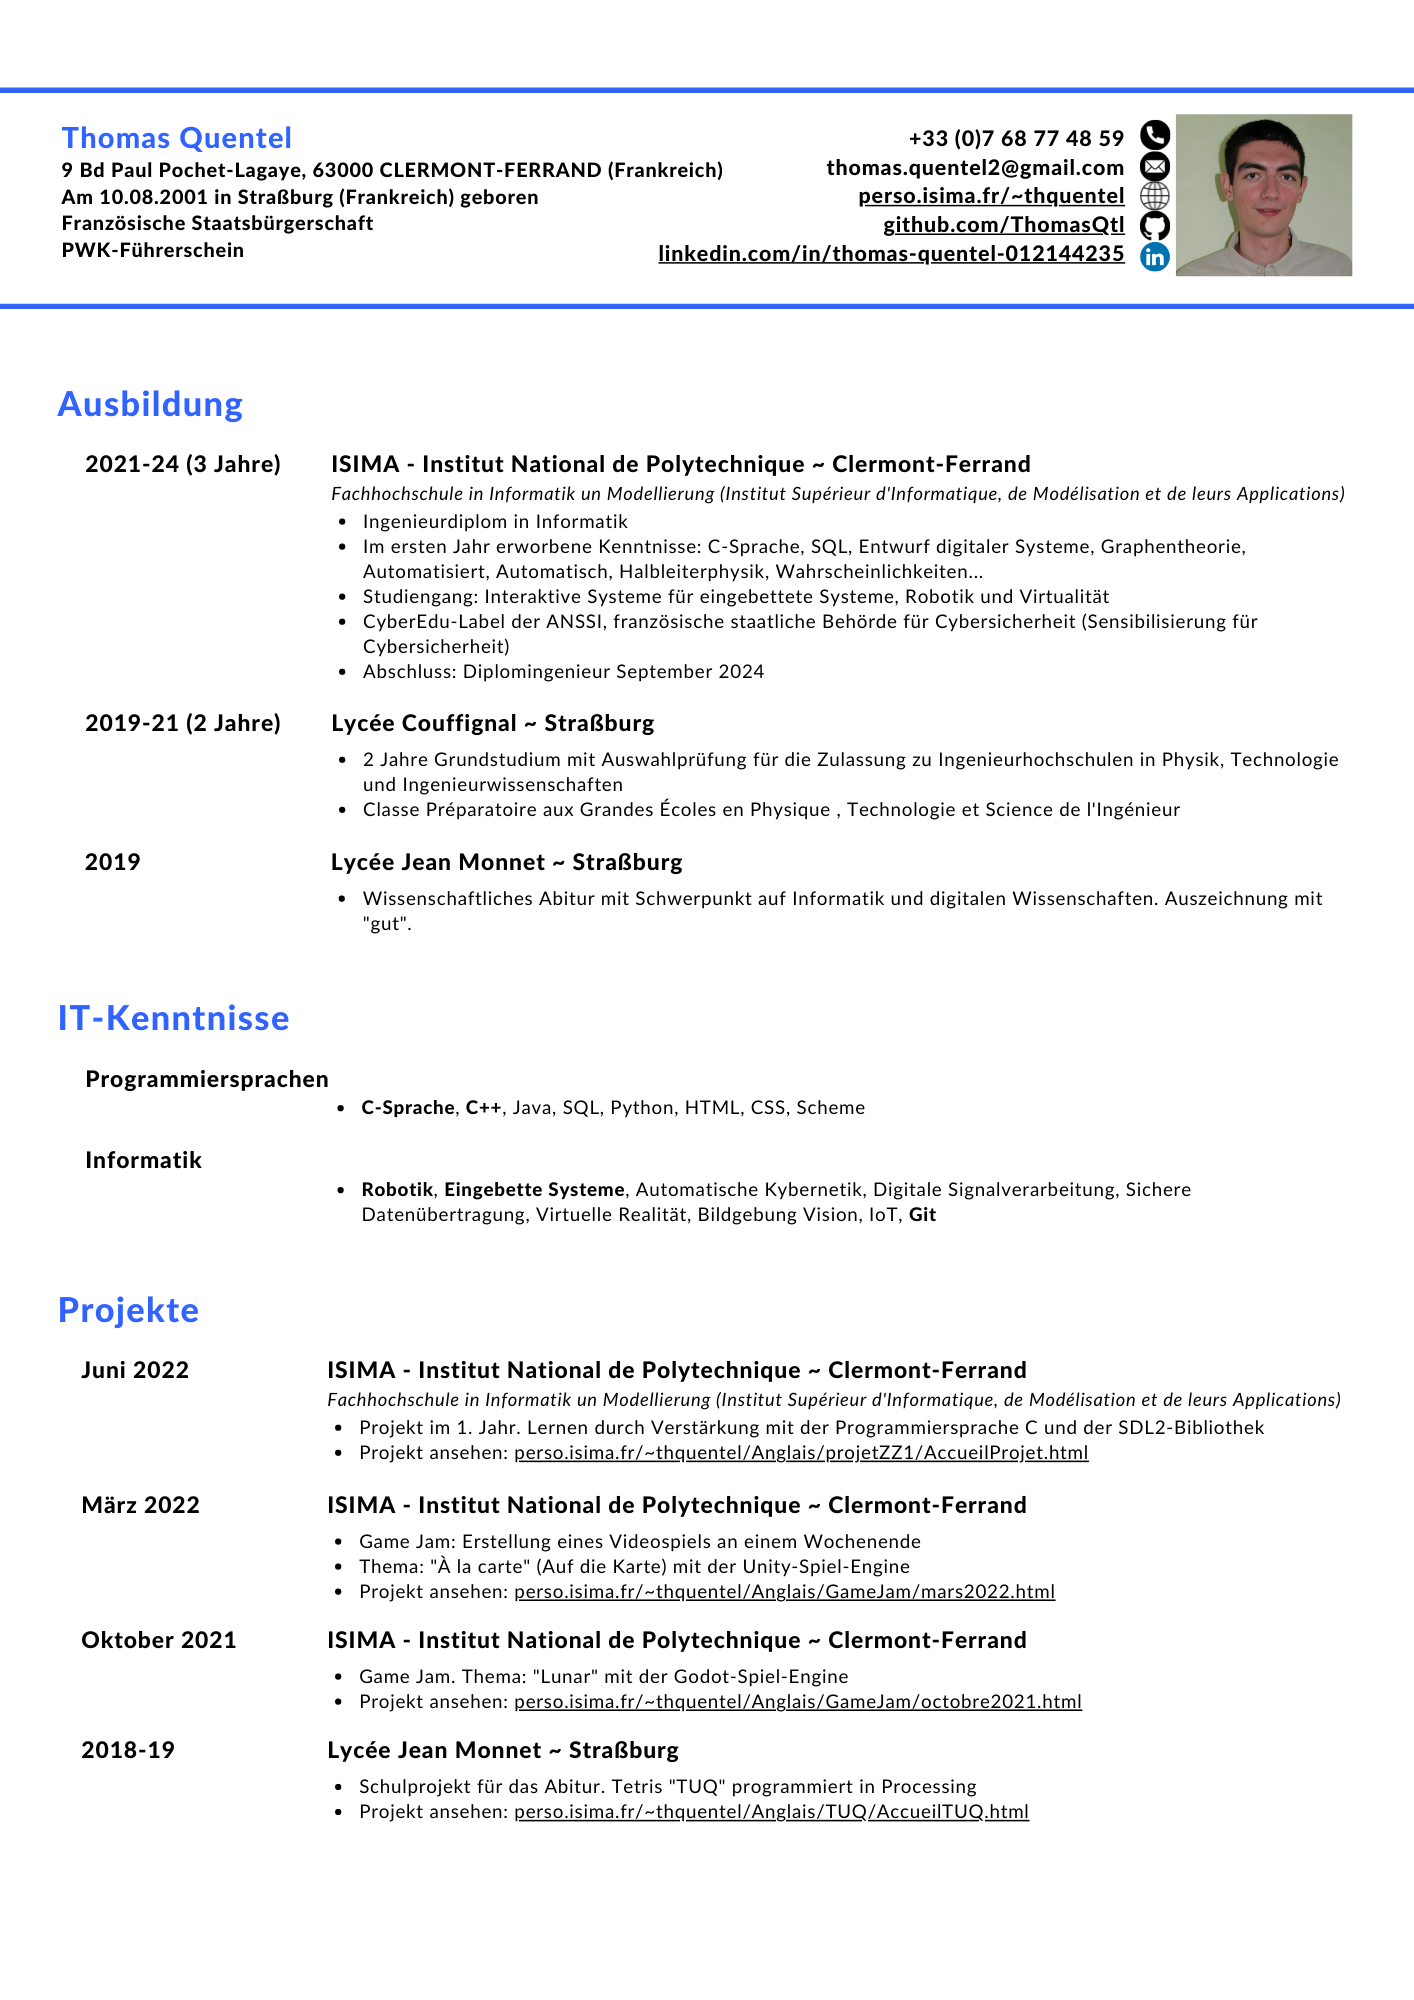 Thomas Quentel
9 Bd Paul Pochet-Lagaye, 63000 CLERMONT-FERRAND (Frankreich)
Am 10.08.2001 in Straßburg (Frankreich) geboren
Französische Staatsbürgerschaft
PWK-Führerschein
+33 (0)7 68 77 48 59
thomas.quentel2@gmail.com
perso.isima.fr/~thquentel
github.com/ThomasQtl
linkedin.com/in/thomas-quentel-012144235
in
Ausbildung
2021-24 (3 Jahre) ISIMA - Institut National de Polytechnique ~ Clermont-Ferrand
Fachhochschule in Informatik un Modellierung (Institut Supérieur d'Informatique, de Modélisation et de leurs Applications)
• Ingenieurdiplom in Informatik
• Im ersten Jahr erworbene Kenntnisse: C-Sprache, SQL, Entwurf digitaler Systeme, Graphentheorie,
Automatisiert, Automatisch, Halbleiterphysik, Wahrscheinlichkeiten...
• Studiengang: Interaktive Systeme für eingebettete Systeme, Robotik und Virtualität
• CyberEdu-Label der ANSSI, französische staatliche Behörde für Cybersicherheit (Sensibilisierung für
Cybersicherheit)
• Abschluss: Diplomingenieur September 2024
2019-21 (2 Jahre) Lycée Couffignal ~ Straßburg
• 2 Jahre Grundstudium mit Auswahlprüfung für die Zulassung zu Ingenieurhochschulen in Physik, Technologie
und Ingenieurwissenschaften
• Classe Préparatoire aux Grandes Écoles en Physique , Technologie et Science de l'Ingénieur
2019 Lycée Jean Monnet ~ Straßburg
• Wissenschaftliches Abitur mit Schwerpunkt auf Informatik und digitalen Wissenschaften. Auszeichnung mit
"gut".
IT-Kenntnisse
Programmiersprachen
• C-Sprache, C++, Java, SQL, Python, HTML, CSS, Scheme
Informatik
• Robotik, Eingebette Systeme, Automatische Kybernetik, Digitale Signalverarbeitung, Sichere
Datenübertragung, Virtuelle Realität, Bildgebung Vision, IoT, Git
Projekte
Juni 2022 ISIMA - Institut National de Polytechnique ~ Clermont-Ferrand
Fachhochschule in Informatik un Modellierung (Institut Supérieur d'Informatique, de Modélisation et de leurs Applications)
• Projekt im 1. Jahr. Lernen durch Verstärkung mit der Programmiersprache C und der SDL2-Bibliothek
• Projekt ansehen: perso.isima.fr/~thquentel/Anglais/projetZZ1/AccueilProjet.html
März 2022 ISIMA - Institut National de Polytechnique ~ Clermont-Ferrand
• Game Jam: Erstellung eines Videospiels an einem Wochenende
• Thema: "À la carte" (Auf die Karte) mit der Unity-Spiel-Engine
• Projekt ansehen: perso.isima.fr/~thquentel/Anglais/GameJam/mars2022.html
Oktober 2021 ISIMA - Institut National de Polytechnique ~ Clermont-Ferrand
• Game Jam. Thema: "Lunar" mit der Godot-Spiel-Engine
• Projekt ansehen: perso.isima.fr/~thquentel/Anglais/GameJam/octobre2021.html
2018-19 Lycée Jean Monnet ~ Straßburg
• Schulprojekt für das Abitur. Tetris "TUQ" programmiert in Processing
• Projekt ansehen: perso.isima.fr/~thquentel/Anglais/TUQ/AccueilTUQ.html